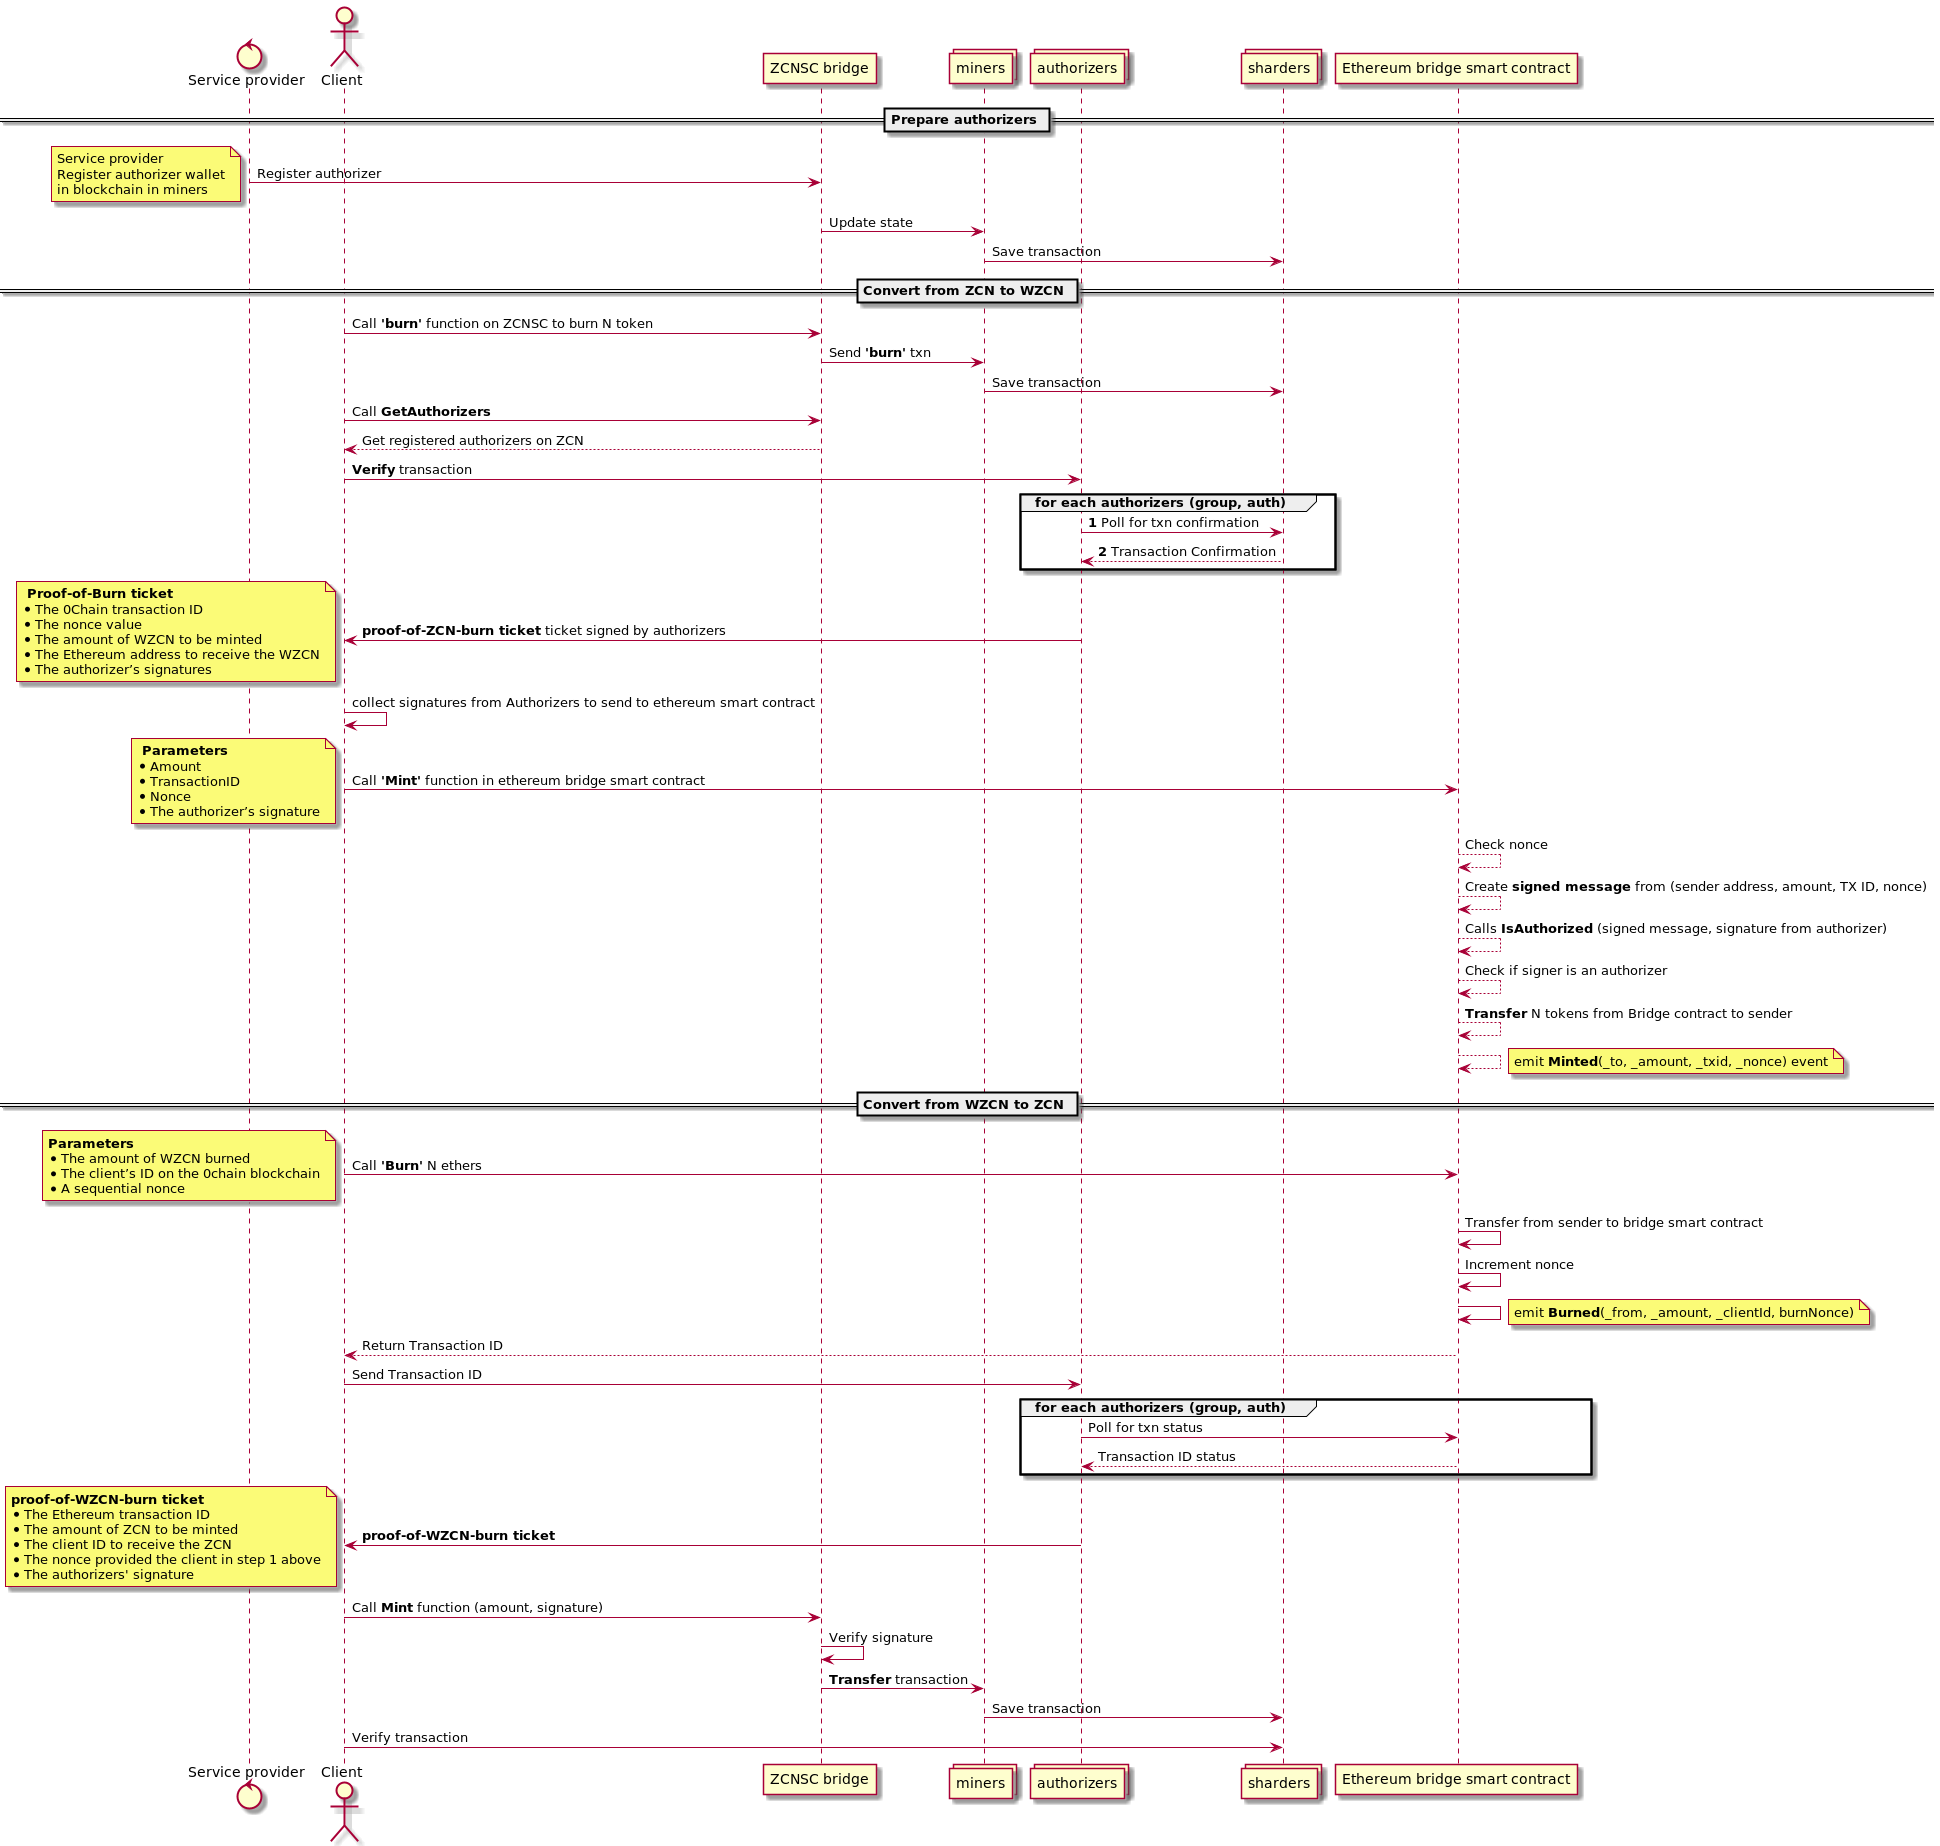 Service provider
Client
ZCNSC bridge
miners
authorizers
sharders
Ethereum bridge smart contract
Prepare authorizers
Service provider
Register authorizer wallet
in blockchain in miners
Register authorizer
Update state
Save transaction
Convert from ZCN to WZCN
Call 'burn' function on ZCNSC to burn N token
Send 'burn' txn
Save transaction
Call GetAuthorizers
Get registered authorizers on ZCN
Verify transaction
for each authorizers (group, auth)
1 Poll for txn confirmation
2 Transaction Confirmation
Proof-of-Burn ticket
• The 0Chain transaction ID
• The nonce value
• The amount of WZCN to be minted
• The Ethereum address to receive the WZCN
• The authorizer’s signatures
proof-of-ZCN-burn ticket ticket signed by authorizers
collect signatures from Authorizers to send to ethereum smart contract
Parameters
• Amount
• TransactionID
• Nonce
• The authorizer’s signature
Call 'Mint' function in ethereum bridge smart contract
Check nonce
Create signed message from (sender address, amount, TX ID, nonce)
Calls IsAuthorized (signed message, signature from authorizer)
Check if signer is an authorizer
Transfer N tokens from Bridge contract to sender
emit Minted(_to, _amount, _txid, _nonce) event
Convert from WZCN to ZCN
Parameters
• The amount of WZCN burned
• The client’s ID on the 0chain blockchain
• A sequential nonce
Call 'Burn' N ethers
Transfer from sender to bridge smart contract
Increment nonce
emit Burned(_from, _amount, _clientId, burnNonce)
Return Transaction ID
Send Transaction ID
for each authorizers (group, auth)
Poll for txn status
Transaction ID status
proof-of-WZCN-burn ticket
• The Ethereum transaction ID
• The amount of ZCN to be minted
• The client ID to receive the ZCN
• The nonce provided the client in step 1 above
• The authorizers' signature
proof-of-WZCN-burn ticket
Call Mint function (amount, signature)
Verify signature
Transfer transaction
Save transaction
Verify transaction
Service provider
Client
ZCNSC bridge
miners
authorizers
sharders
Ethereum bridge smart contract